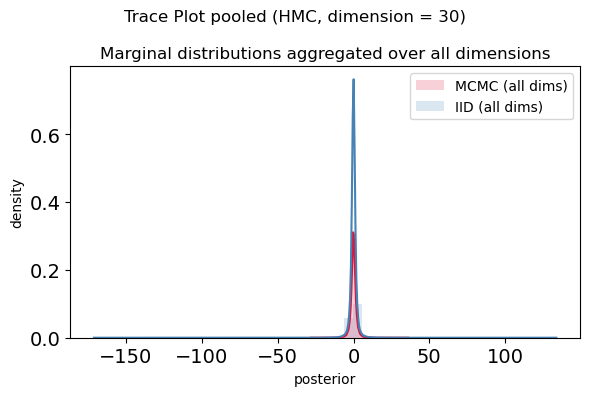 Trace Plot pooled (HMC, dimension = 30)
Marginal distributions aggregated over all dimensions
MCMC (all dims)
IID (all dims)
density
0.6
0.4
0.2
0.0
−150
−100
−50
0
50
100
posterior